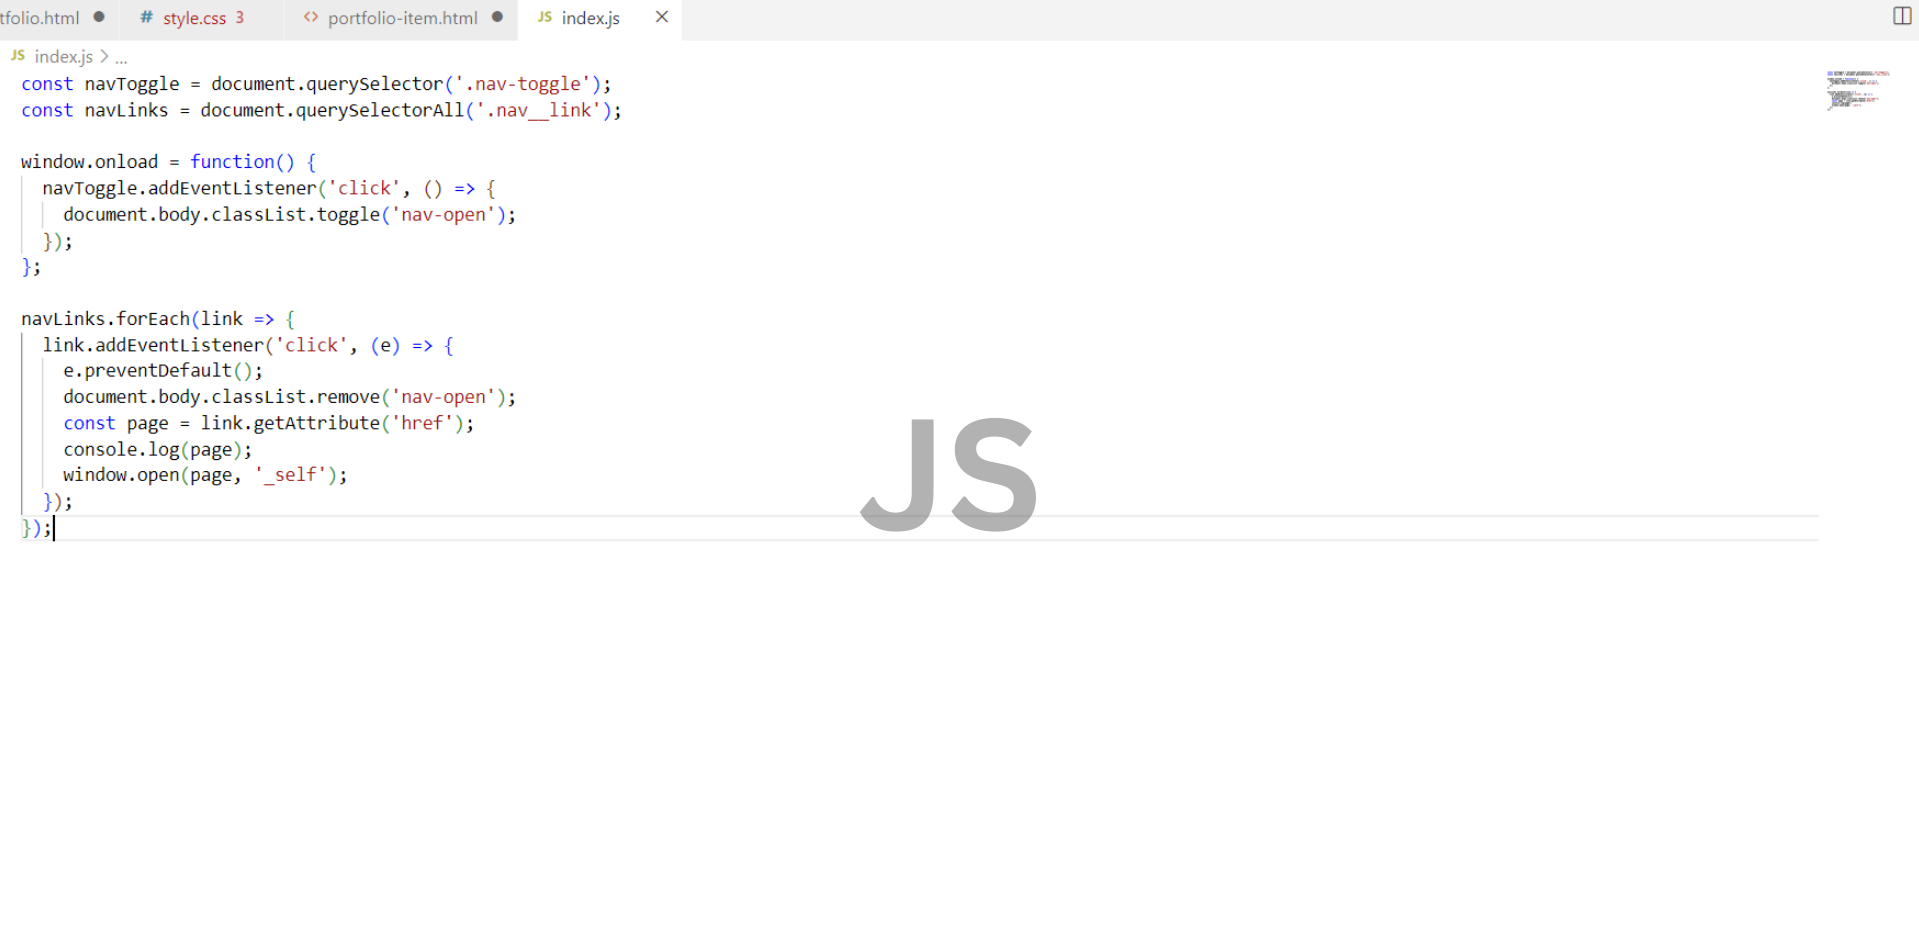 tfolio.html ● # style.css 3 <> portfolio-item.html ● JS index.js ×
JS index.js > ...
const navToggle = document.querySelector('.nav-toggle');
const navLinks = document.querySelectorAll('.nav__link');
window.onload = function() {
navToggle.addEventListener('click', () => {
document.body.classList.toggle('nav-open');
});
};
navLinks.forEach(link => {
link.addEventListener('click', (e) => {
e.preventDefault();
document.body.classList.remove('nav-open');
const page = link.getAttribute('href');
console.log(page);
window.open(page, '_self');
});
});
JS